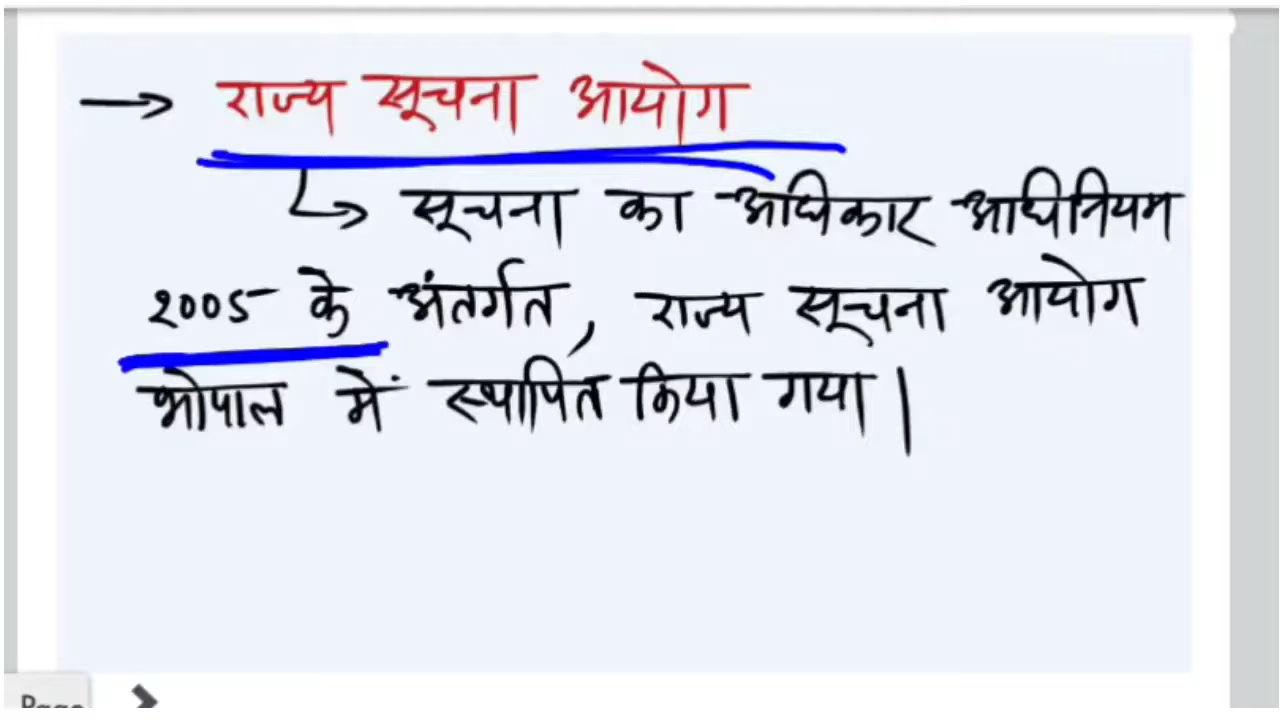 → राज्य सूचना आयोग
↳ सूचना का अधिकार अधिनियम
2005 के अंतर्गत, राज्य सूचना आयोग
भोपाल में स्थापित किया गया।